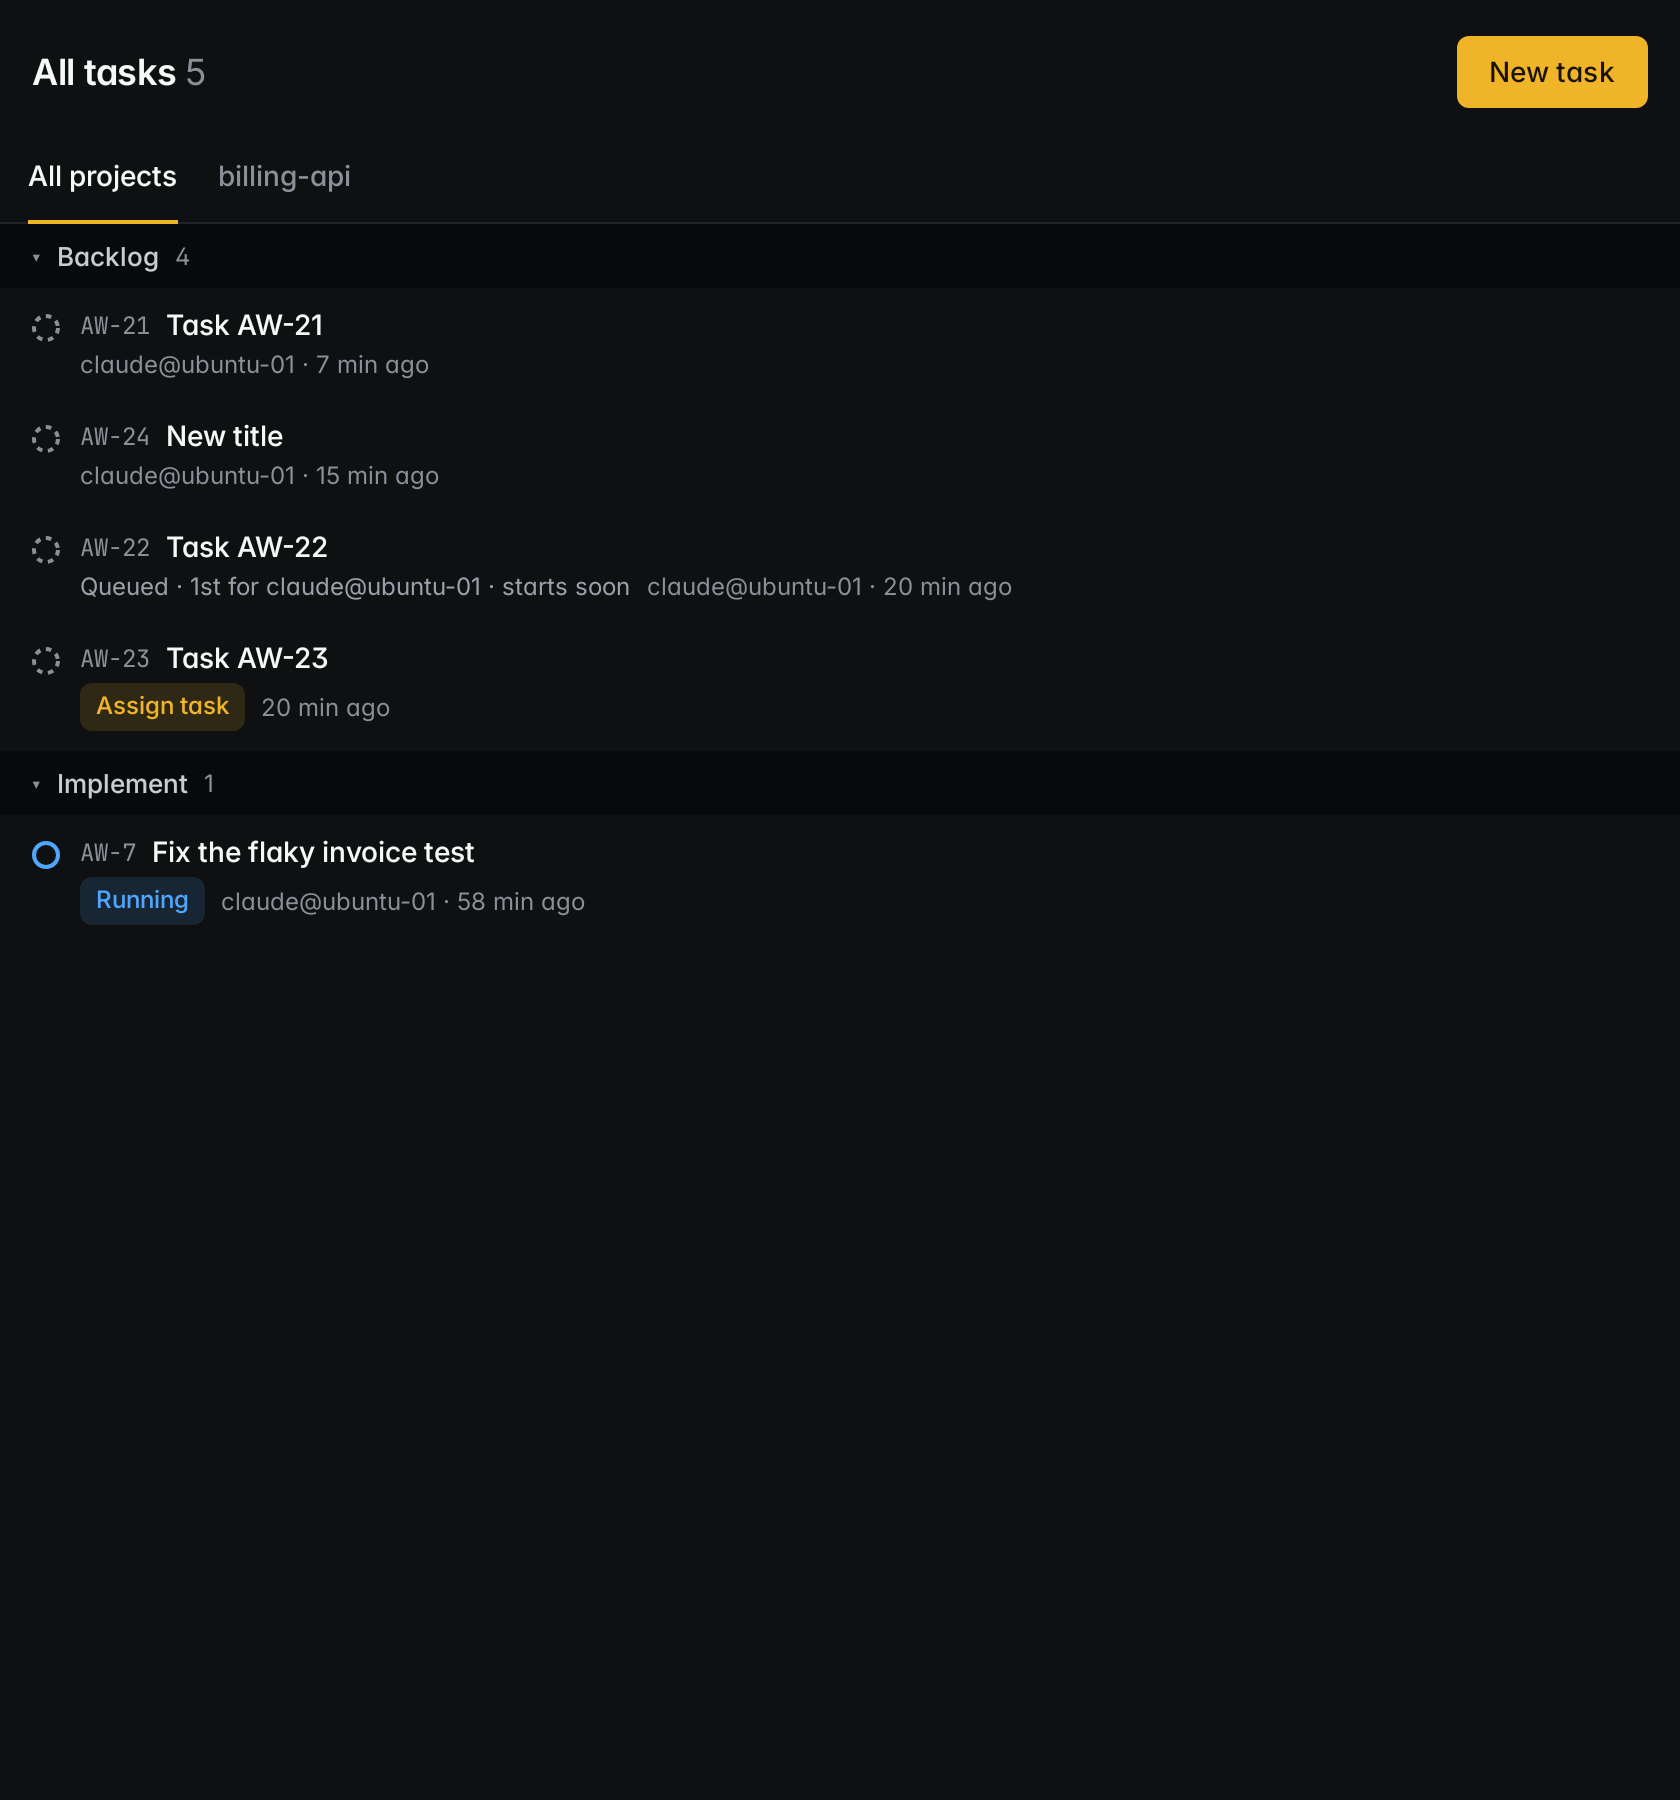 All tasks 5
New task
All projects
billing-api
Backlog 4
AW-21 Task AW-21
claude@ubuntu-01 · 7 min ago
AW-24 New title
claude@ubuntu-01 · 15 min ago
AW-22 Task AW-22
Queued · 1st for claude@ubuntu-01 · starts soon claude@ubuntu-01 · 20 min ago
AW-23 Task AW-23
Assign task 20 min ago
Implement 1
AW-7 Fix the flaky invoice test
Running claude@ubuntu-01 · 58 min ago